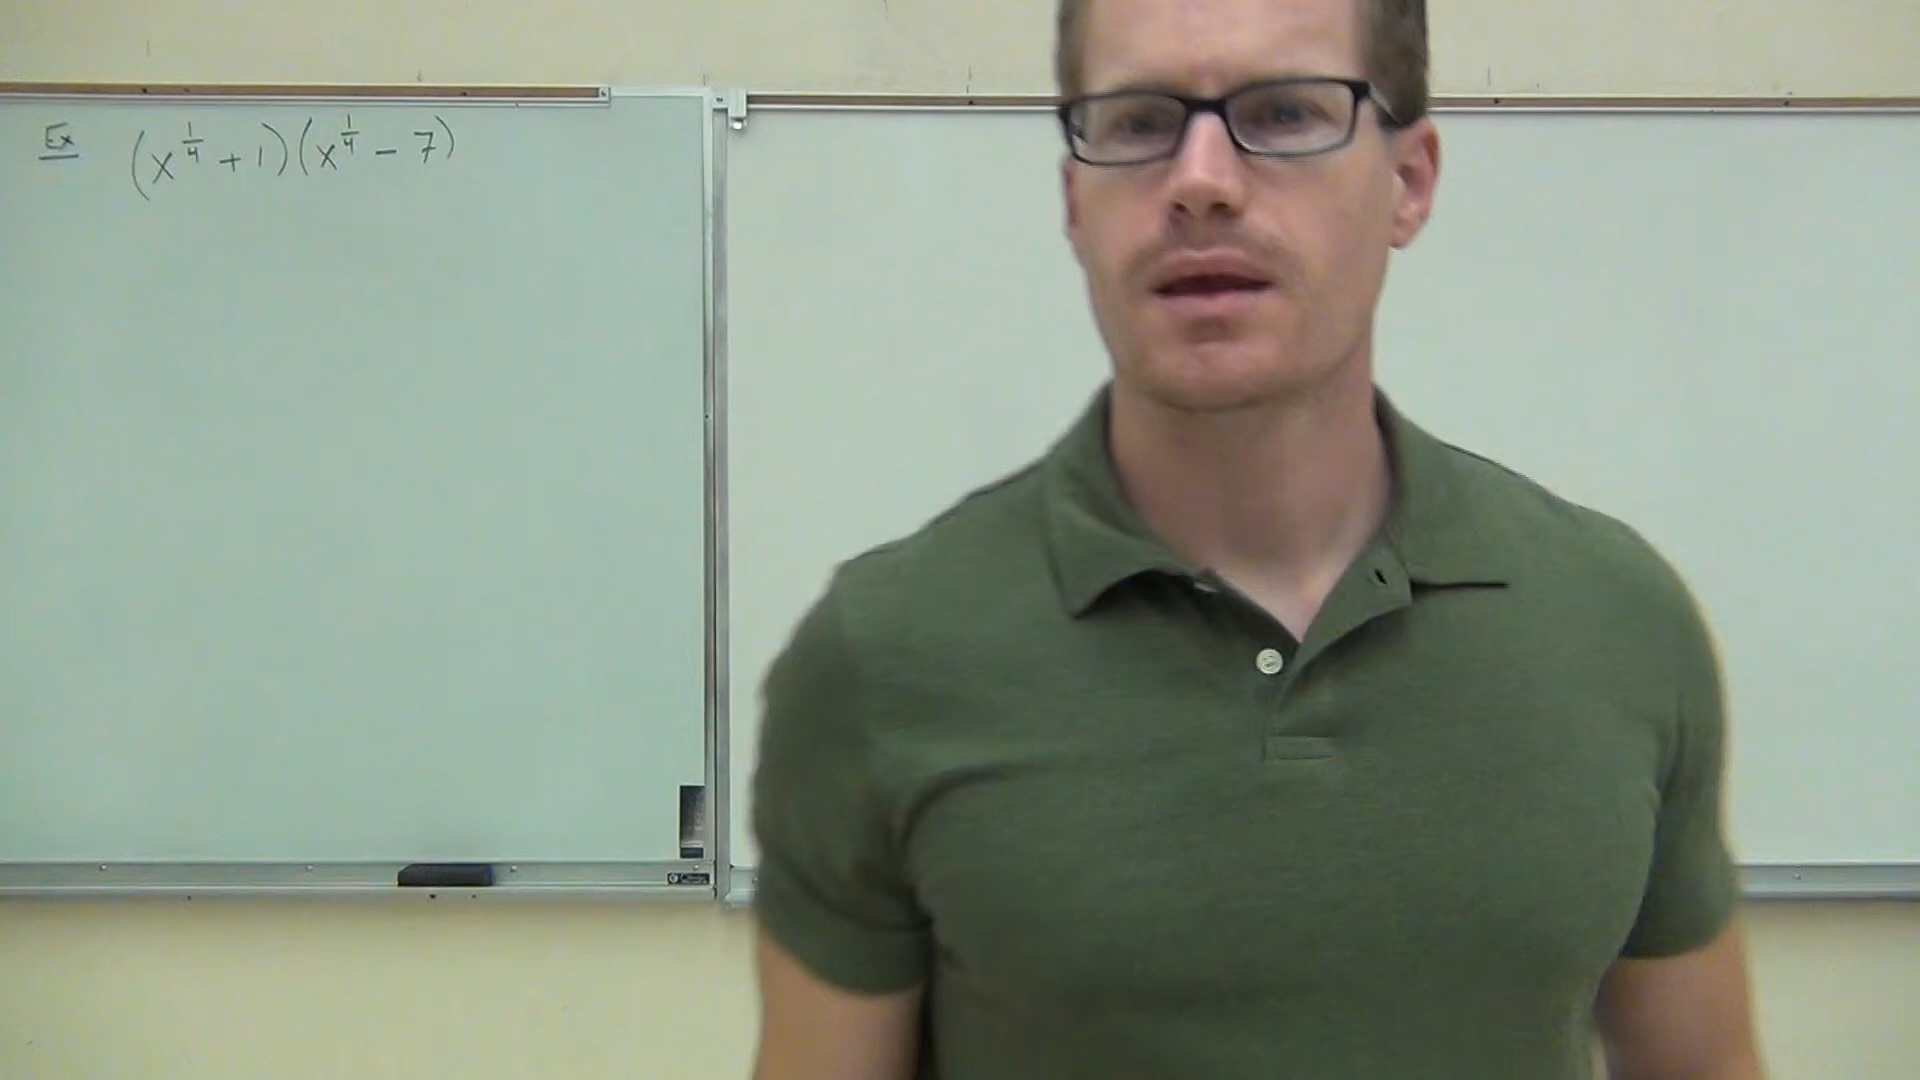 Ex (x^{1/4} + 1)(x^{1/4} - 7)